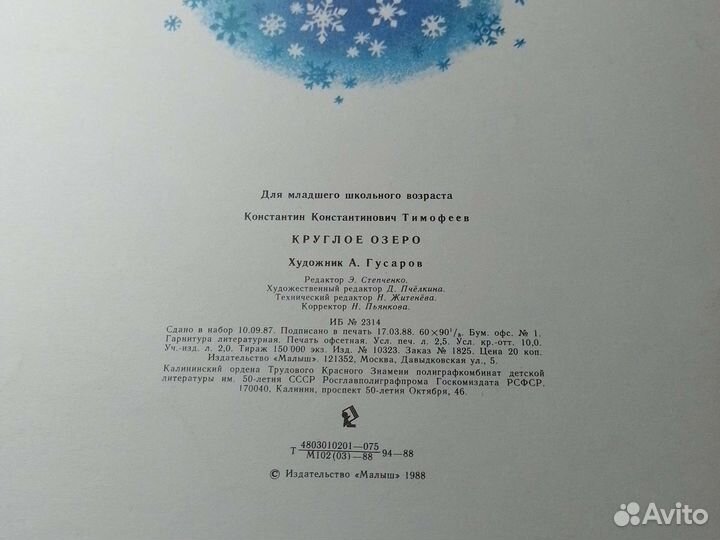 Для младшего школьного возраста
Константин Константинович Тимофеев
КРУГЛОЕ ОЗЕРО
Художник А. Гусаров
Редактор Э. Степченко.
Художественный редактор Д. Пчёлкина.
Технический редактор Н. Житенёва.
Корректор Н. Пьянкова.
ИБ № 2314
Сдано в набор 10.09.87. Подписано в печать 17.03.88. 60×90¹/₈. Бум. офс. № 1.
Гарнитура литературная. Печать офсетная. Усл. печ. л. 2,5. Усл. кр.-отт. 10,0.
Уч.-изд. л. 2,0. Тираж 150 000 экз. Изд. № 10323. Заказ № 1825. Цена 20 коп.
Издательство «Малыш». 121352, Москва, Давыдковская ул., 5.
Калининский ордена Трудового Красного Знамени полиграфкомбинат детской
литературы им. 50-летия СССР Росглавполиграфпрома Госкомиздата РСФСР.
170040, Калинин, проспект 50-летия Октября, 46.
Т 4803010201—075
М102(03)—88 94—88
© Издательство «Малыш» 1988
Avito